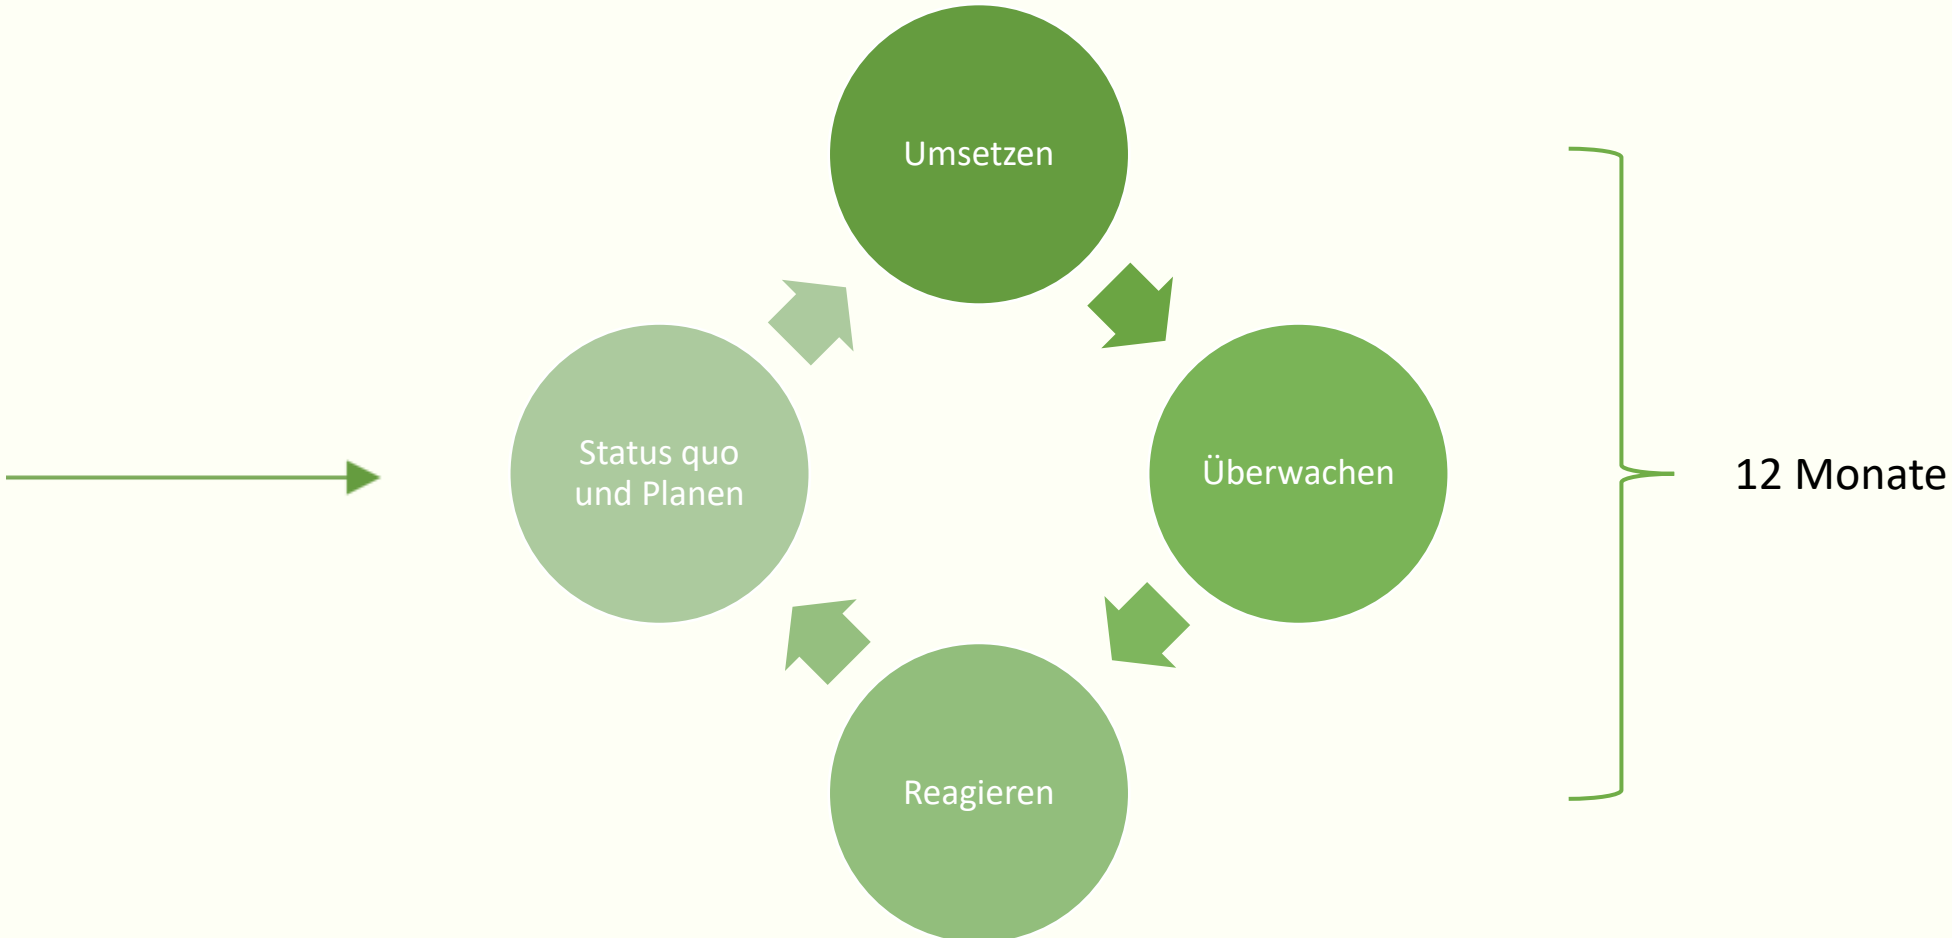 Umsetzen
Status quo
und Planen
Überwachen
12 Monate
Reagieren